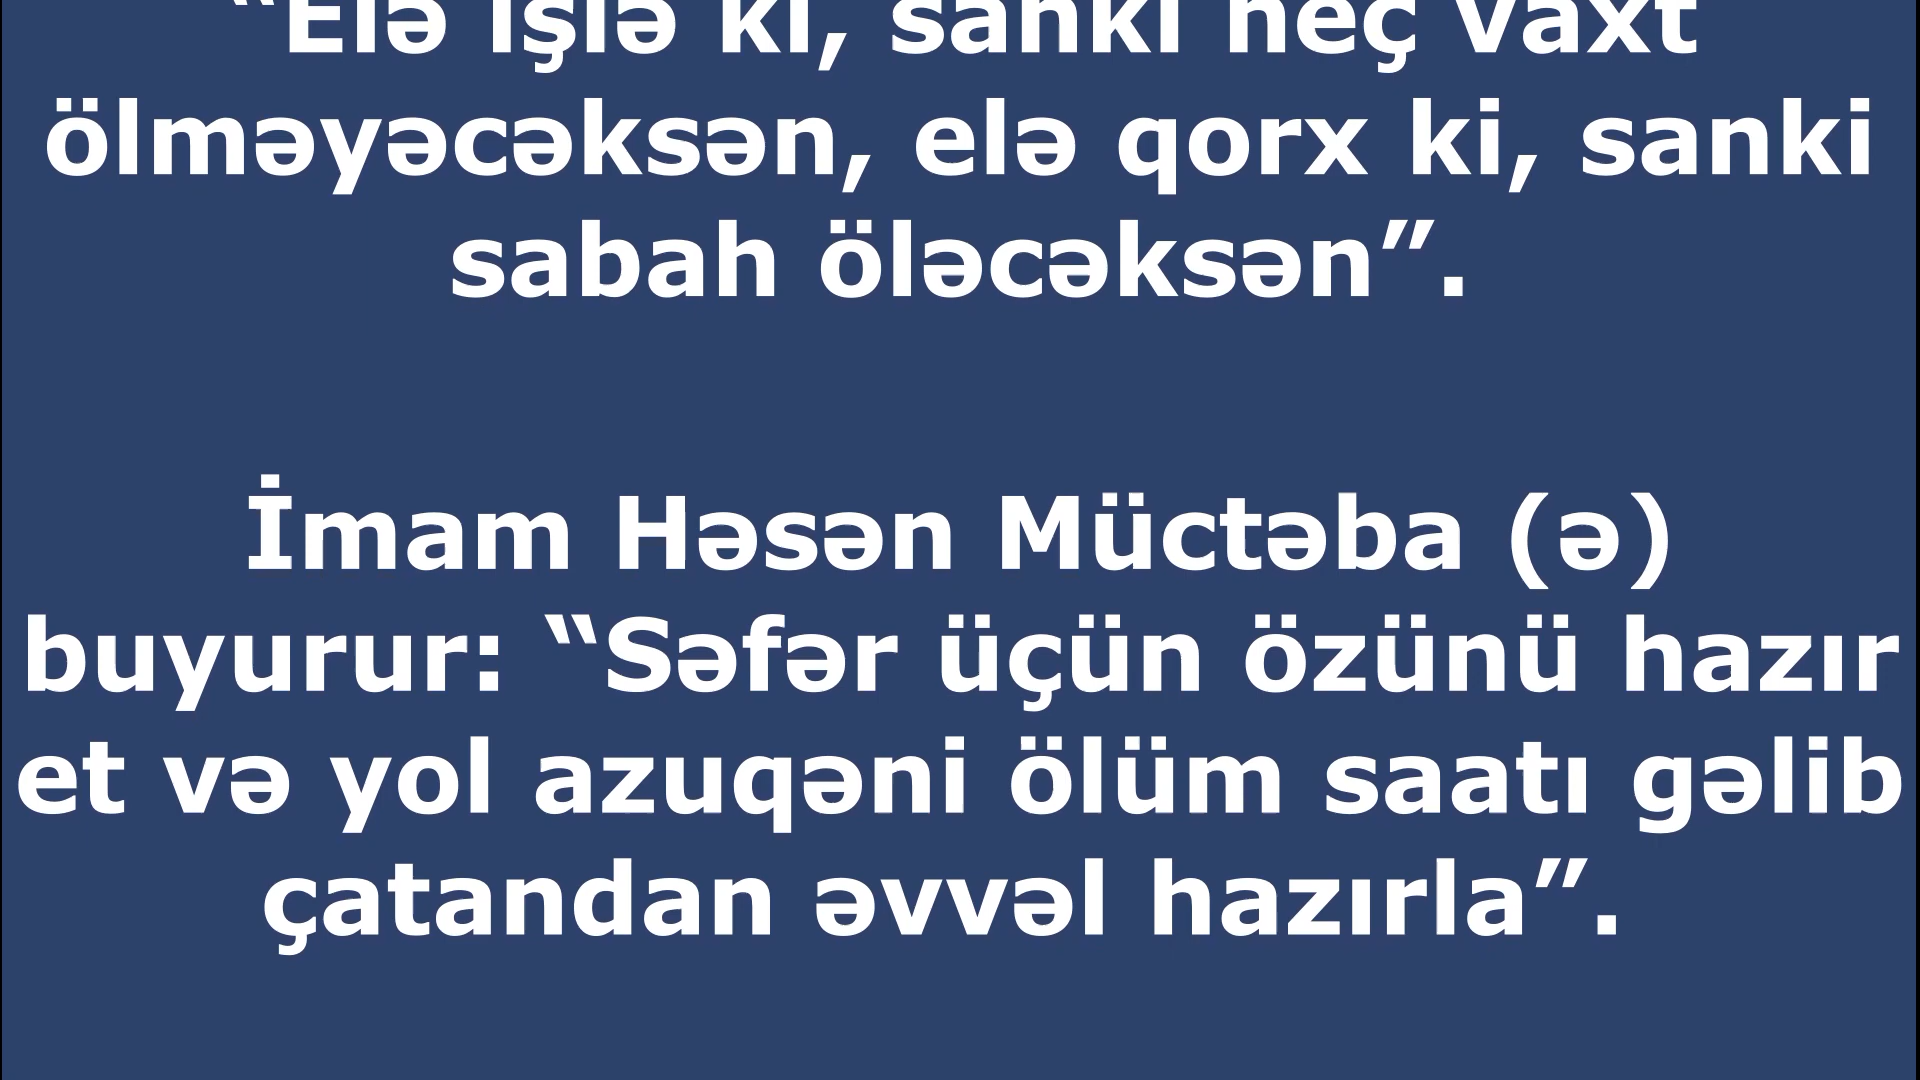 “Elə işlə ki, sanki heç vaxt
ölməyəcəksən, elə qorx ki, sanki
sabah öləcəksən”.
İmam Həsən Müctəba (ə)
buyurur: “Səfər üçün özünü hazır
et və yol azuqəni ölüm saatı gəlib
çatandan əvvəl hazırla”.